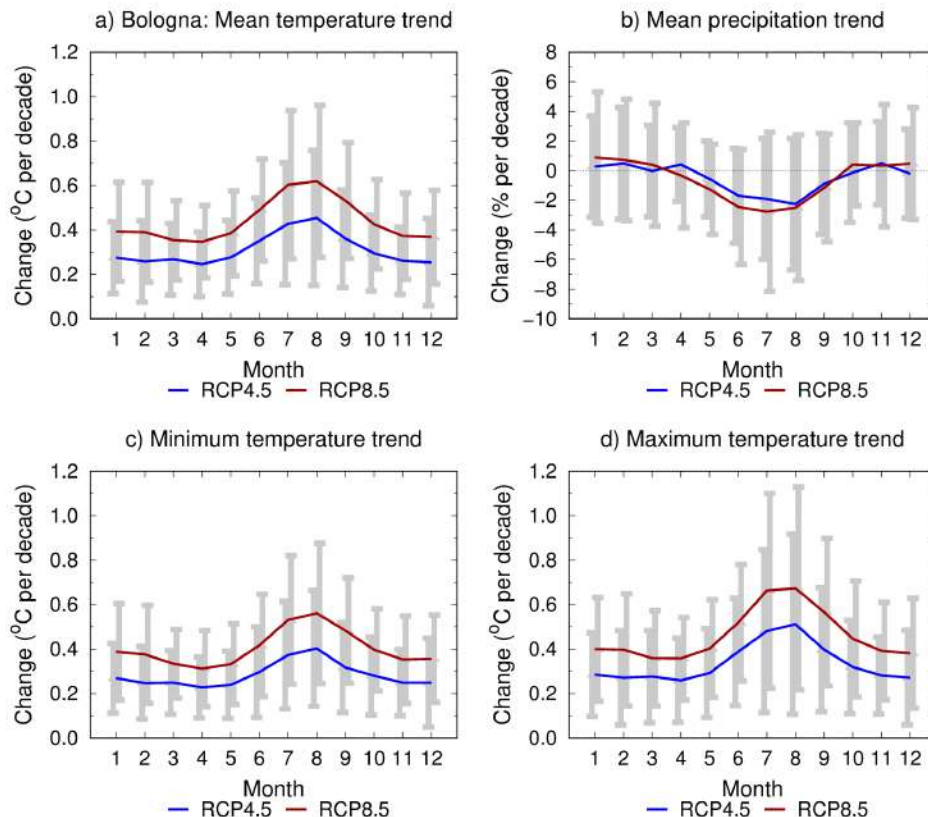 a) Bologna: Mean temperature trend
Change (°C per decade)
1.2
1.0
0.8
0.6
0.4
0.2
0.0
1 2 3 4 5 6 7 8 9 10 11 12
Month
RCP4.5 RCP8.5
b) Mean precipitation trend
Change (% per decade)
8
6
4
2
0
−2
−4
−6
−8
−10
1 2 3 4 5 6 7 8 9 10 11 12
Month
RCP4.5 RCP8.5
c) Minimum temperature trend
Change (°C per decade)
1.2
1.0
0.8
0.6
0.4
0.2
0.0
1 2 3 4 5 6 7 8 9 10 11 12
Month
RCP4.5 RCP8.5
d) Maximum temperature trend
Change (°C per decade)
1.2
1.0
0.8
0.6
0.4
0.2
0.0
1 2 3 4 5 6 7 8 9 10 11 12
Month
RCP4.5 RCP8.5